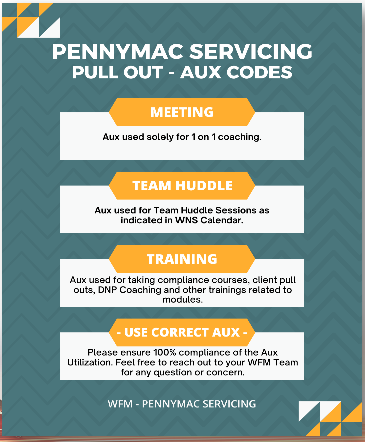 PENNYMAC SERVICING
PULL OUT - AUX CODES
MEETING
Aux used solely for 1 on 1 coaching.
TEAM HUDDLE
Aux used for Team Huddle Sessions as
indicated in WNS Calendar.
TRAINING
Aux used for taking compliance courses, client pull
outs, DNP Coaching and other trainings related to
modules.
- USE CORRECT AUX -
Please ensure 100% compliance of the Aux
Utilization. Feel free to reach out to your WFM Team
for any question or concern.
WFM - PENNYMAC SERVICING